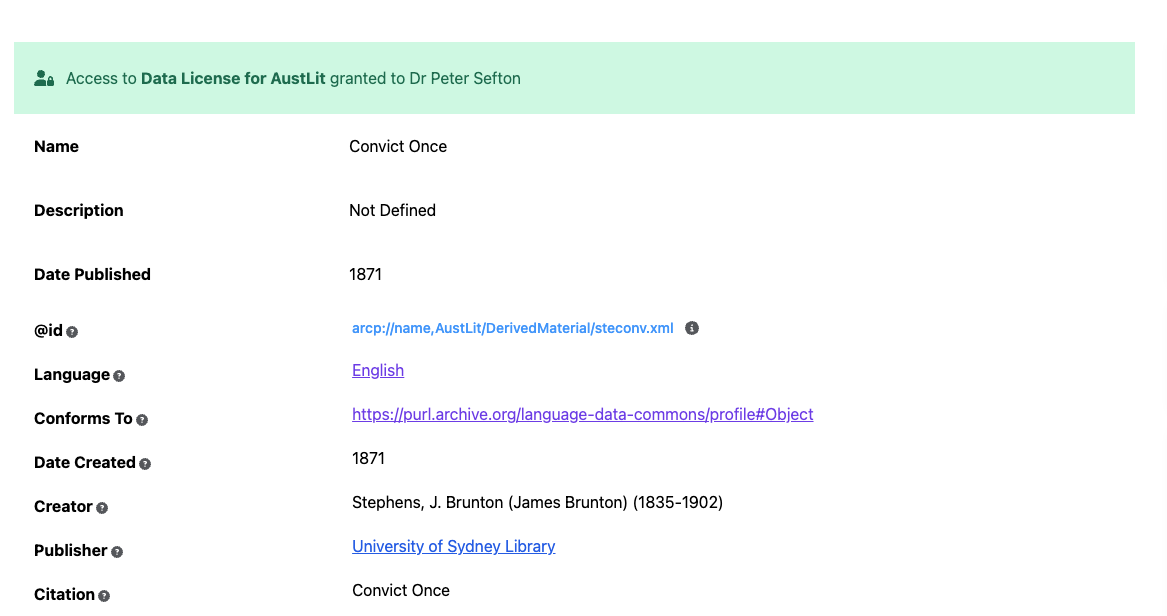 Access to Data License for AustLit granted to Dr Peter Sefton
Name Convict Once
Description Not Defined
Date Published 1871
@id arcp://name,AustLit/DerivedMaterial/steconv.xml
Language English
Conforms To https://purl.archive.org/language-data-commons/profile#Object
Date Created 1871
Creator Stephens, J. Brunton (James Brunton) (1835-1902)
Publisher University of Sydney Library
Citation Convict Once